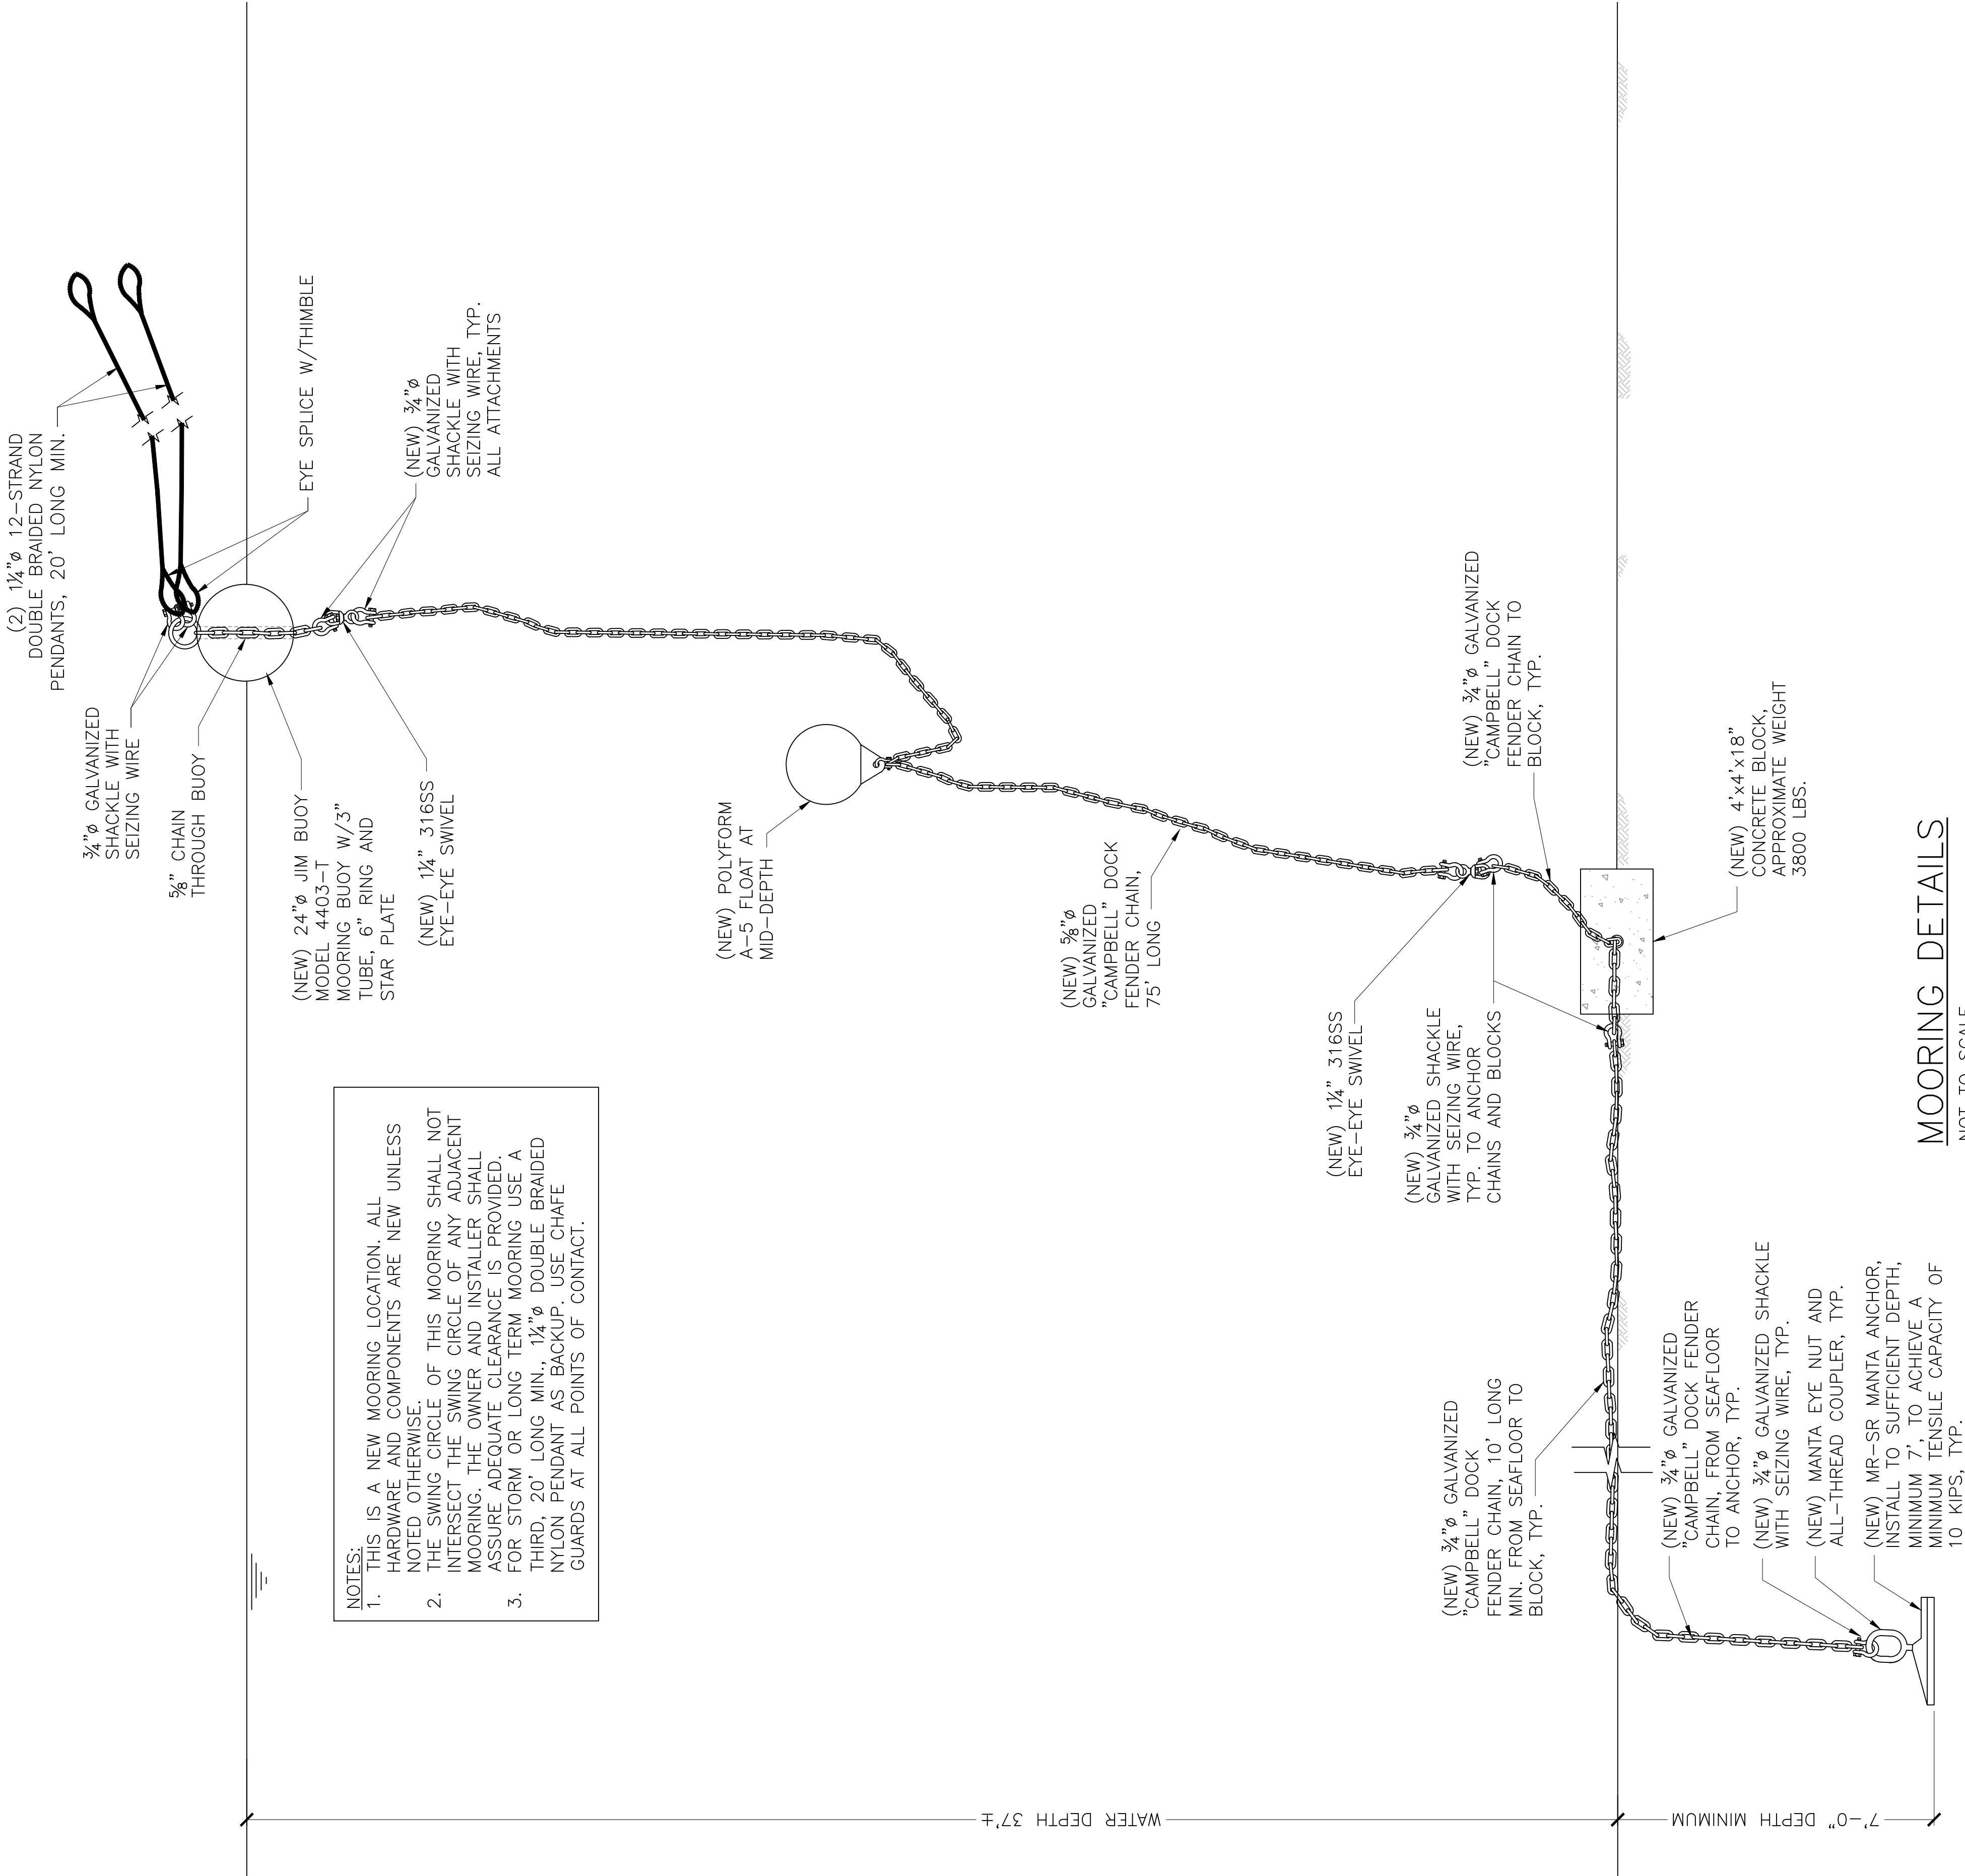 (2) 1¼"ø 12-STRAND
DOUBLE BRAIDED NYLON
PENDANTS, 20' LONG MIN.
¾"ø GALVANIZED
SHACKLE WITH
SEIZING WIRE
⅝" CHAIN
THROUGH BUOY
EYE SPLICE W/THIMBLE
(NEW) ¾"ø
GALVANIZED
SHACKLE WITH
SEIZING WIRE, TYP.
ALL ATTACHMENTS
(NEW) 24"ø JIM BUOY
MODEL 4403-T
MOORING BUOY W/3"
TUBE, 6" RING AND
STAR PLATE
(NEW) 1¼" 316SS
EYE-EYE SWIVEL
NOTES:
1. THIS IS A NEW MOORING LOCATION. ALL
HARDWARE AND COMPONENTS ARE NEW UNLESS
NOTED OTHERWISE.
2. THE SWING CIRCLE OF THIS MOORING SHALL NOT
INTERSECT THE SWING CIRCLE OF ANY ADJACENT
MOORING. THE OWNER AND INSTALLER SHALL
ASSURE ADEQUATE CLEARANCE IS PROVIDED.
3. FOR STORM OR LONG TERM MOORING USE A
THIRD, 20' LONG MIN., 1¼"ø DOUBLE BRAIDED
NYLON PENDANT AS BACKUP. USE CHAFE
GUARDS AT ALL POINTS OF CONTACT.
(NEW) POLYFORM
A-5 FLOAT AT
MID-DEPTH
(NEW) ⅝"ø
GALVANIZED
"CAMPBELL" DOCK
FENDER CHAIN,
75' LONG
WATER DEPTH 37'±
(NEW) 1¼" 316SS
EYE-EYE SWIVEL
(NEW) ¾"ø
GALVANIZED SHACKLE
WITH SEIZING WIRE,
TYP. TO ANCHOR
CHAINS AND BLOCKS
(NEW) ¾"ø GALVANIZED
"CAMPBELL" DOCK
FENDER CHAIN TO
BLOCK, TYP.
(NEW) ¾"ø GALVANIZED
"CAMPBELL" DOCK
FENDER CHAIN, 10' LONG
MIN. FROM SEAFLOOR TO
BLOCK, TYP.
(NEW) 4'x4'x18"
CONCRETE BLOCK,
APPROXIMATE WEIGHT
3800 LBS.
(NEW) ¾"ø GALVANIZED
"CAMPBELL" DOCK FENDER
CHAIN, FROM SEAFLOOR
TO ANCHOR, TYP.
(NEW) ¾"ø GALVANIZED SHACKLE
WITH SEIZING WIRE, TYP.
(NEW) MANTA EYE NUT AND
ALL-THREAD COUPLER, TYP.
(NEW) MR-SR MANTA ANCHOR,
INSTALL TO SUFFICIENT DEPTH,
MINIMUM 7', TO ACHIEVE A
MINIMUM TENSILE CAPACITY OF
10 KIPS, TYP.
7'-0" DEPTH MINIMUM
MOORING DETAILS
NOT TO SCALE